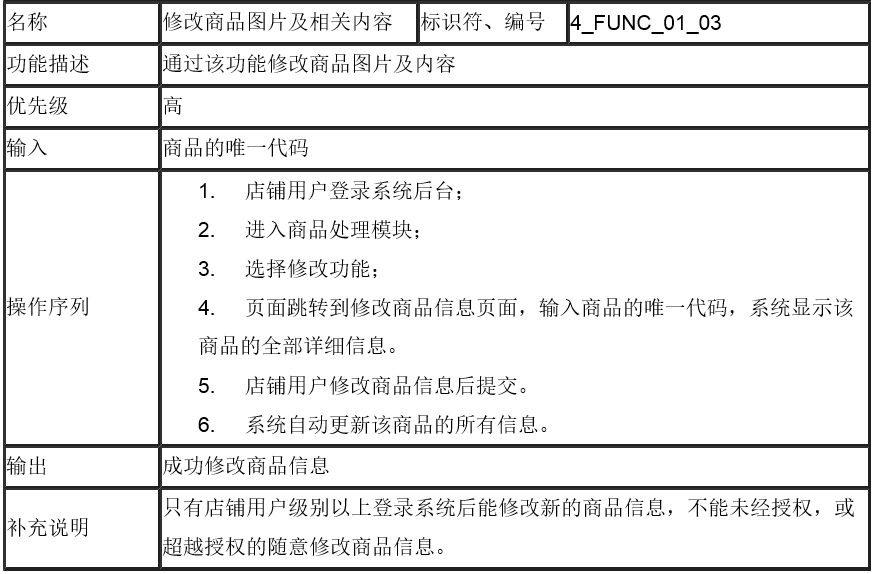 名称 修改商品图片及相关内容 标识符、编号 4_FUNC_01_03
功能描述 通过该功能修改商品图片及内容
优先级 高
输入 商品的唯一代码
操作序列
1. 店铺用户登录系统后台；
2. 进入商品处理模块；
3. 选择修改功能；
4. 页面跳转到修改商品信息页面，输入商品的唯一代码，系统显示该
商品的全部详细信息。
5. 店铺用户修改商品信息后提交。
6. 系统自动更新该商品的所有信息。
输出 成功修改商品信息
补充说明
只有店铺用户级别以上登录系统后能修改新的商品信息，不能未经授权，或
超越授权的随意修改商品信息。